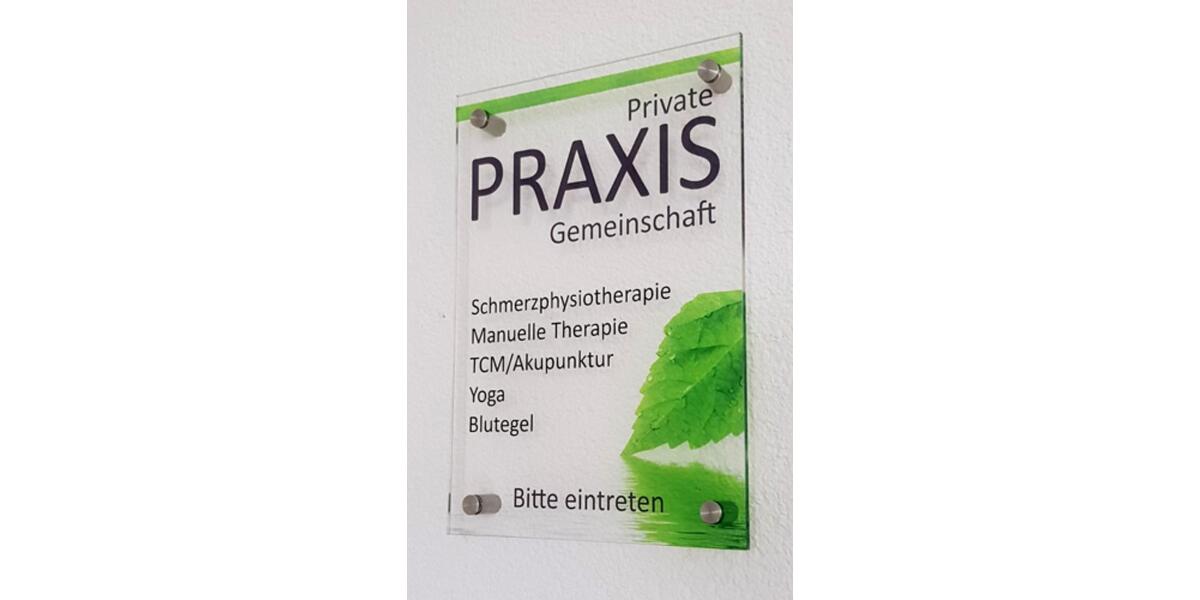 Private
PRAXIS
Gemeinschaft
Schmerzphysiotherapie
Manuelle Therapie
TCM/Akupunktur
Yoga
Blutegel
Bitte eintreten